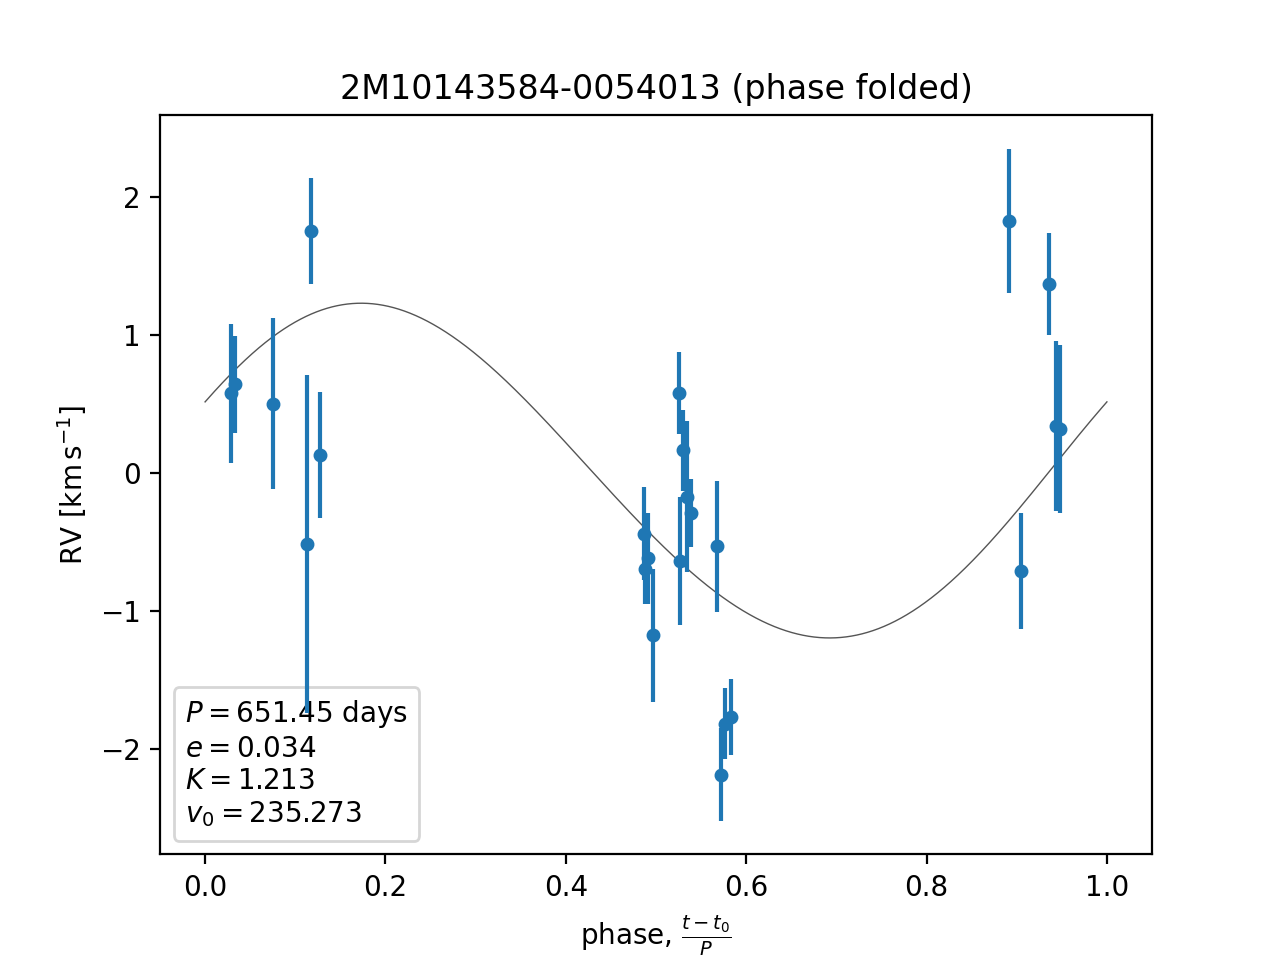 2M10143584-0054013 (phase folded)
RV [km s⁻¹]
2
1
0
−1
−2
P = 651.45 days
e = 0.034
K = 1.213
v₀ = 235.273
0.0 0.2 0.4 0.6 0.8 1.0
phase, (t − t₀)/P